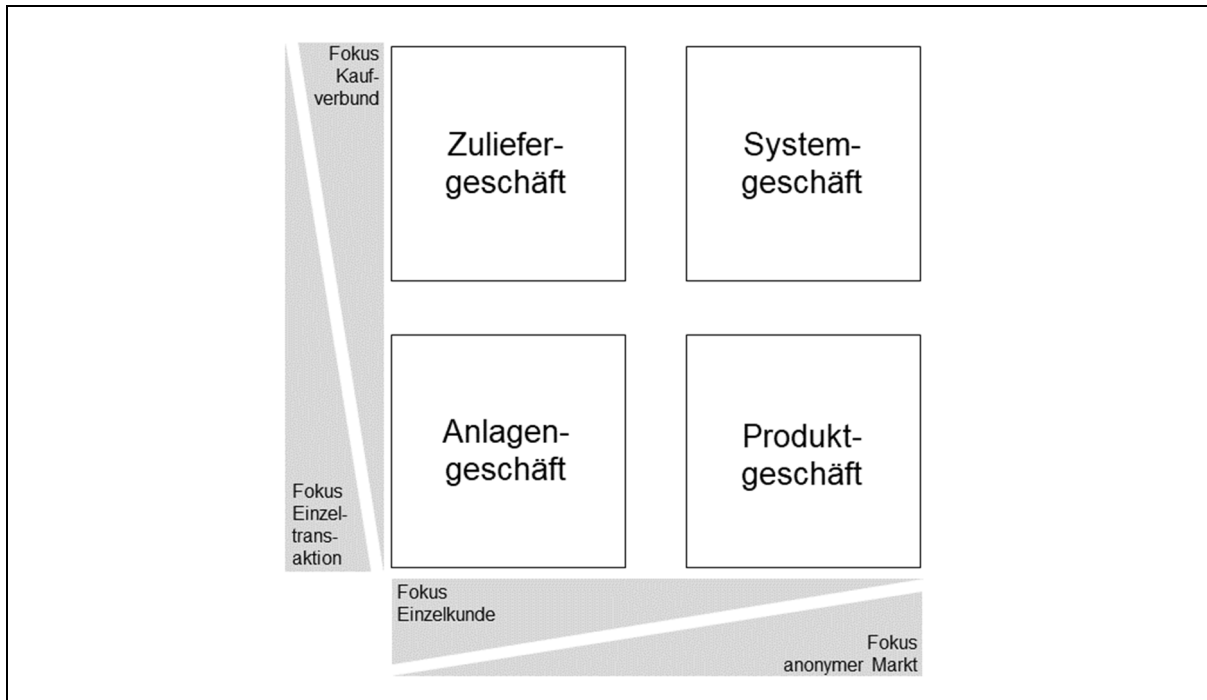 Fokus
Kauf-
verbund
Zuliefer-
geschäft
System-
geschäft
Anlagen-
geschäft
Produkt-
geschäft
Fokus
Einzel-
trans-
aktion
Fokus
Einzelkunde
Fokus
anonymer Markt